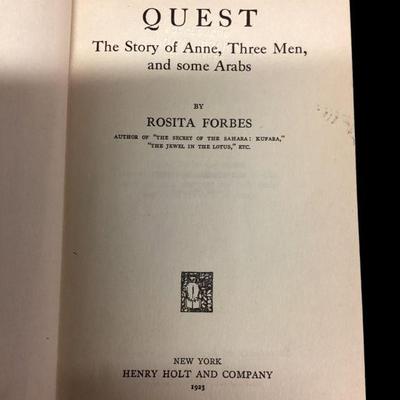 QUEST
The Story of Anne, Three Men,
and some Arabs
BY
ROSITA FORBES
AUTHOR OF "THE SECRET OF THE SAHARA: KUFARA,"
"THE JEWEL IN THE LOTUS," ETC.
NEW YORK
HENRY HOLT AND COMPANY
1923